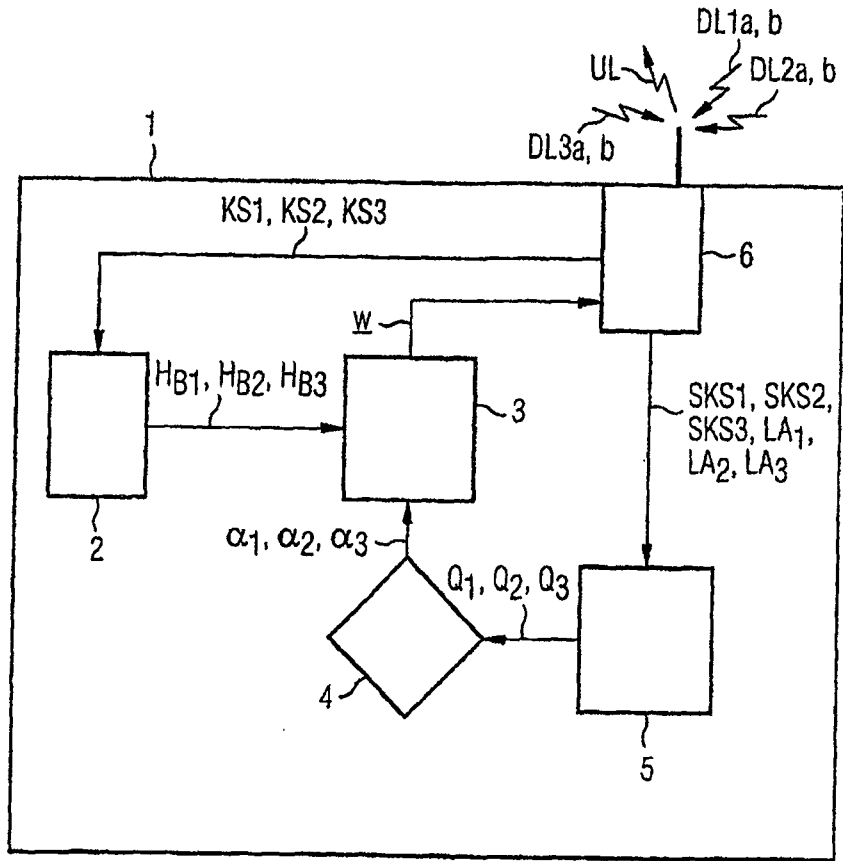 DL1a, b
UL
DL2a, b
DL3a, b
1
KS1, KS2, KS3
6
W
HB1, HB2, HB3
3
SKS1, SKS2,
SKS3, LA1,
LA2, LA3
2
α1, α2, α3
Q1, Q2, Q3
4
5